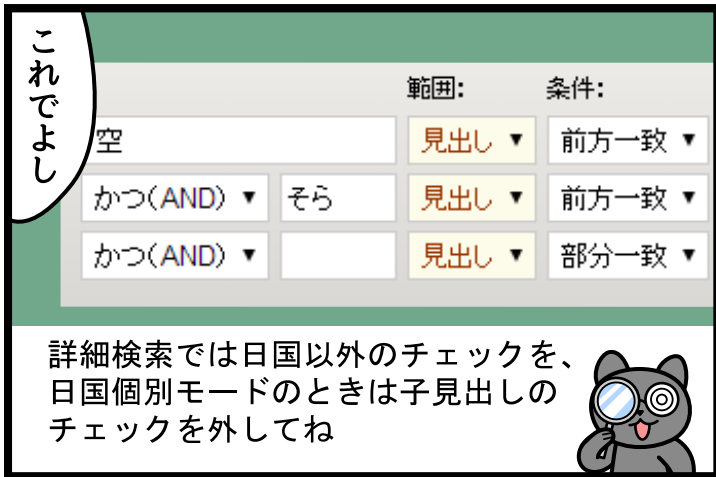 これでよし
範囲:
条件:
空
見出し ▼
前方一致 ▼
かつ(AND) ▼
そら
見出し ▼
前方一致 ▼
かつ(AND) ▼
見出し ▼
部分一致 ▼
詳細検索では日国以外のチェックを、
日国個別モードのときは子見出しの
チェックを外してね